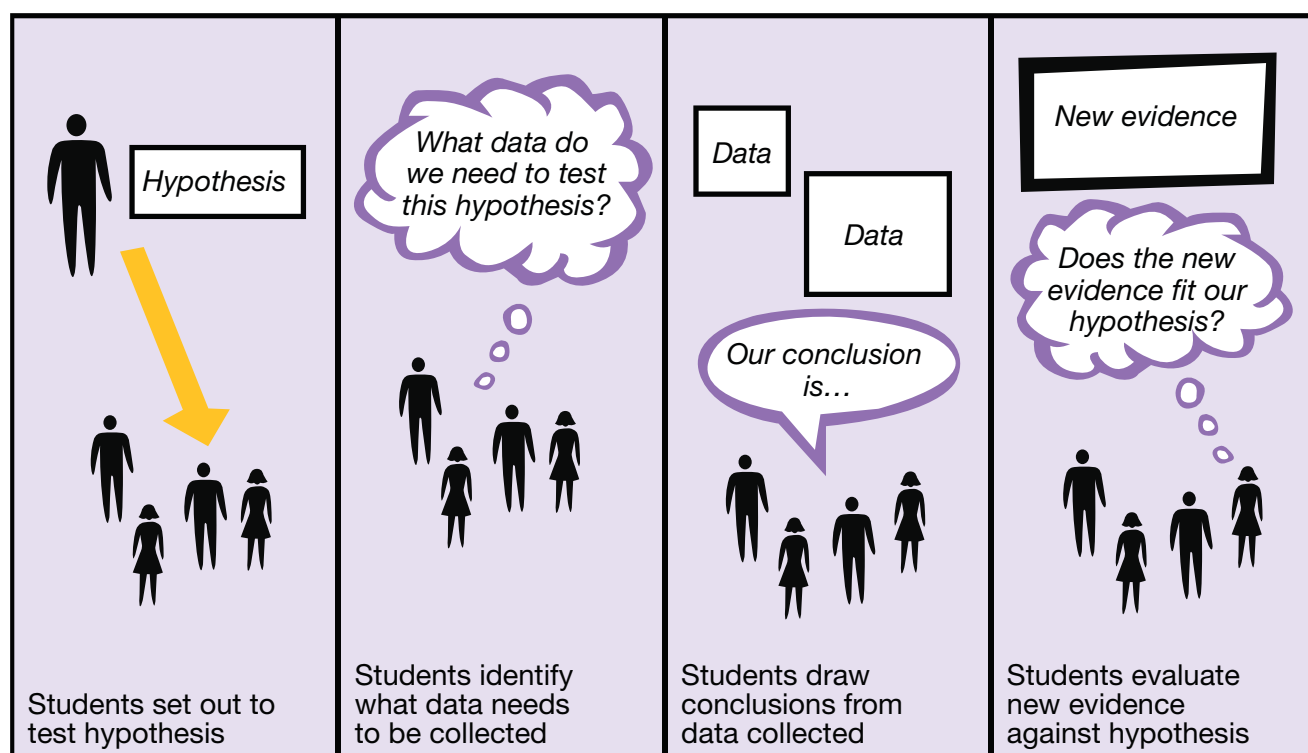 Hypothesis
Students set out to
test hypothesis
What data do
we need to test
this hypothesis?
Students identify
what data needs
to be collected
Data
Data
Our conclusion
is…
Students draw
conclusions from
data collected
New evidence
Does the new
evidence fit our
hypothesis?
Students evaluate
new evidence
against hypothesis